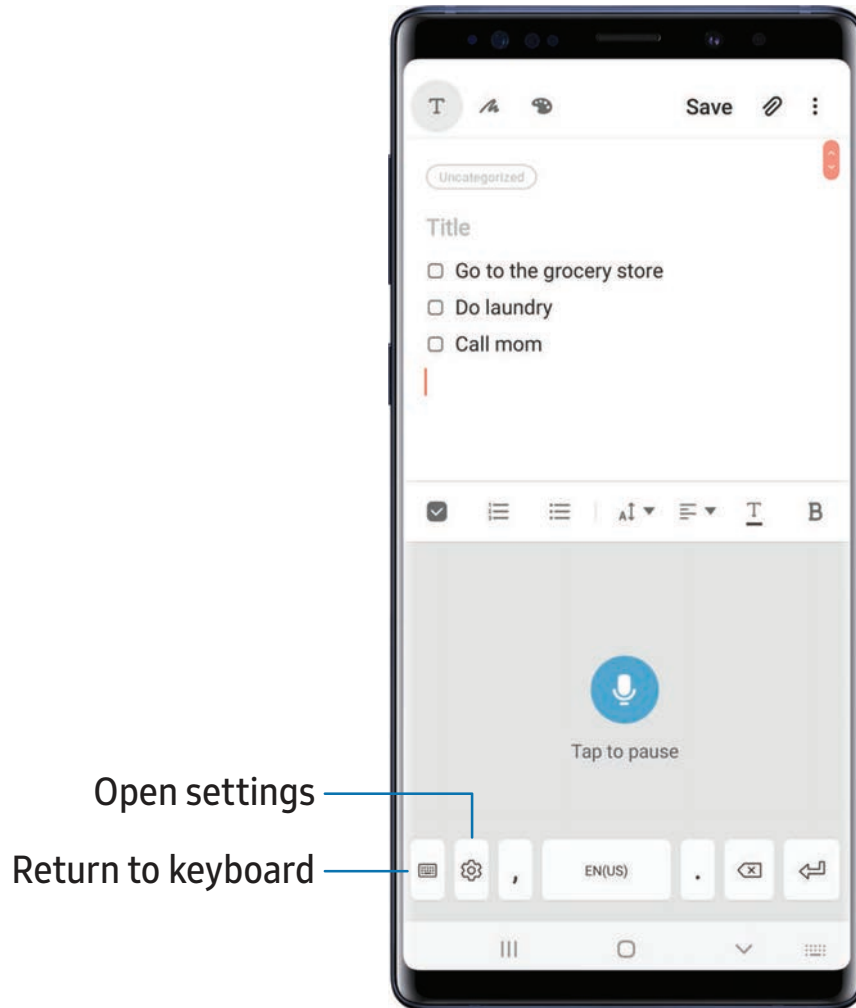 T Save
Uncategorized
Title
Go to the grocery store
Do laundry
Call mom
A T B
Tap to pause
Open settings
Return to keyboard
, EN(US) .